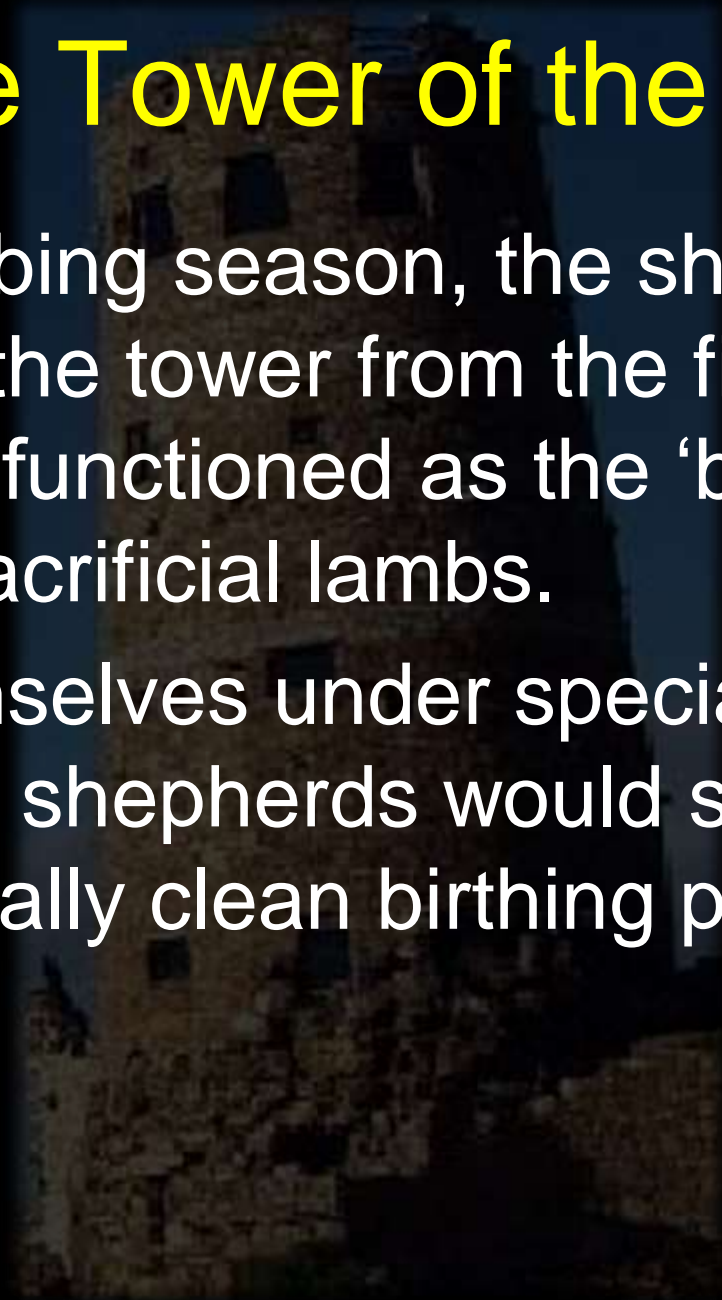 e Tower of the
bing season, the sh
the tower from the f
functioned as the ‘b
acrificial lambs.
nselves under specia
shepherds would s
ally clean birthing p